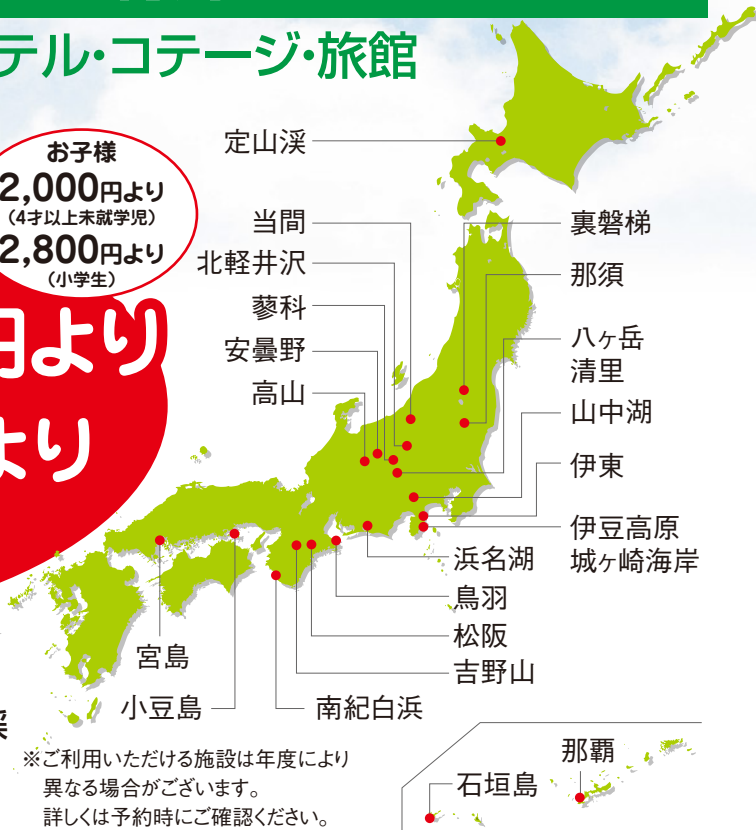 テル・コテージ・旅館
お子様
2,000円より
(4才以上未就学児)
2,800円より
(小学生)
円より
より
定山渓
当間
北軽井沢
蓼科
安曇野
高山
裏磐梯
那須
八ヶ岳
清里
山中湖
伊東
伊豆高原
城ヶ崎海岸
浜名湖
鳥羽
松阪
吉野山
宮島
小豆島
南紀白浜
※ご利用いただける施設は年度により
異なる場合がございます。
詳しくは予約時にご確認ください。
那覇
石垣島